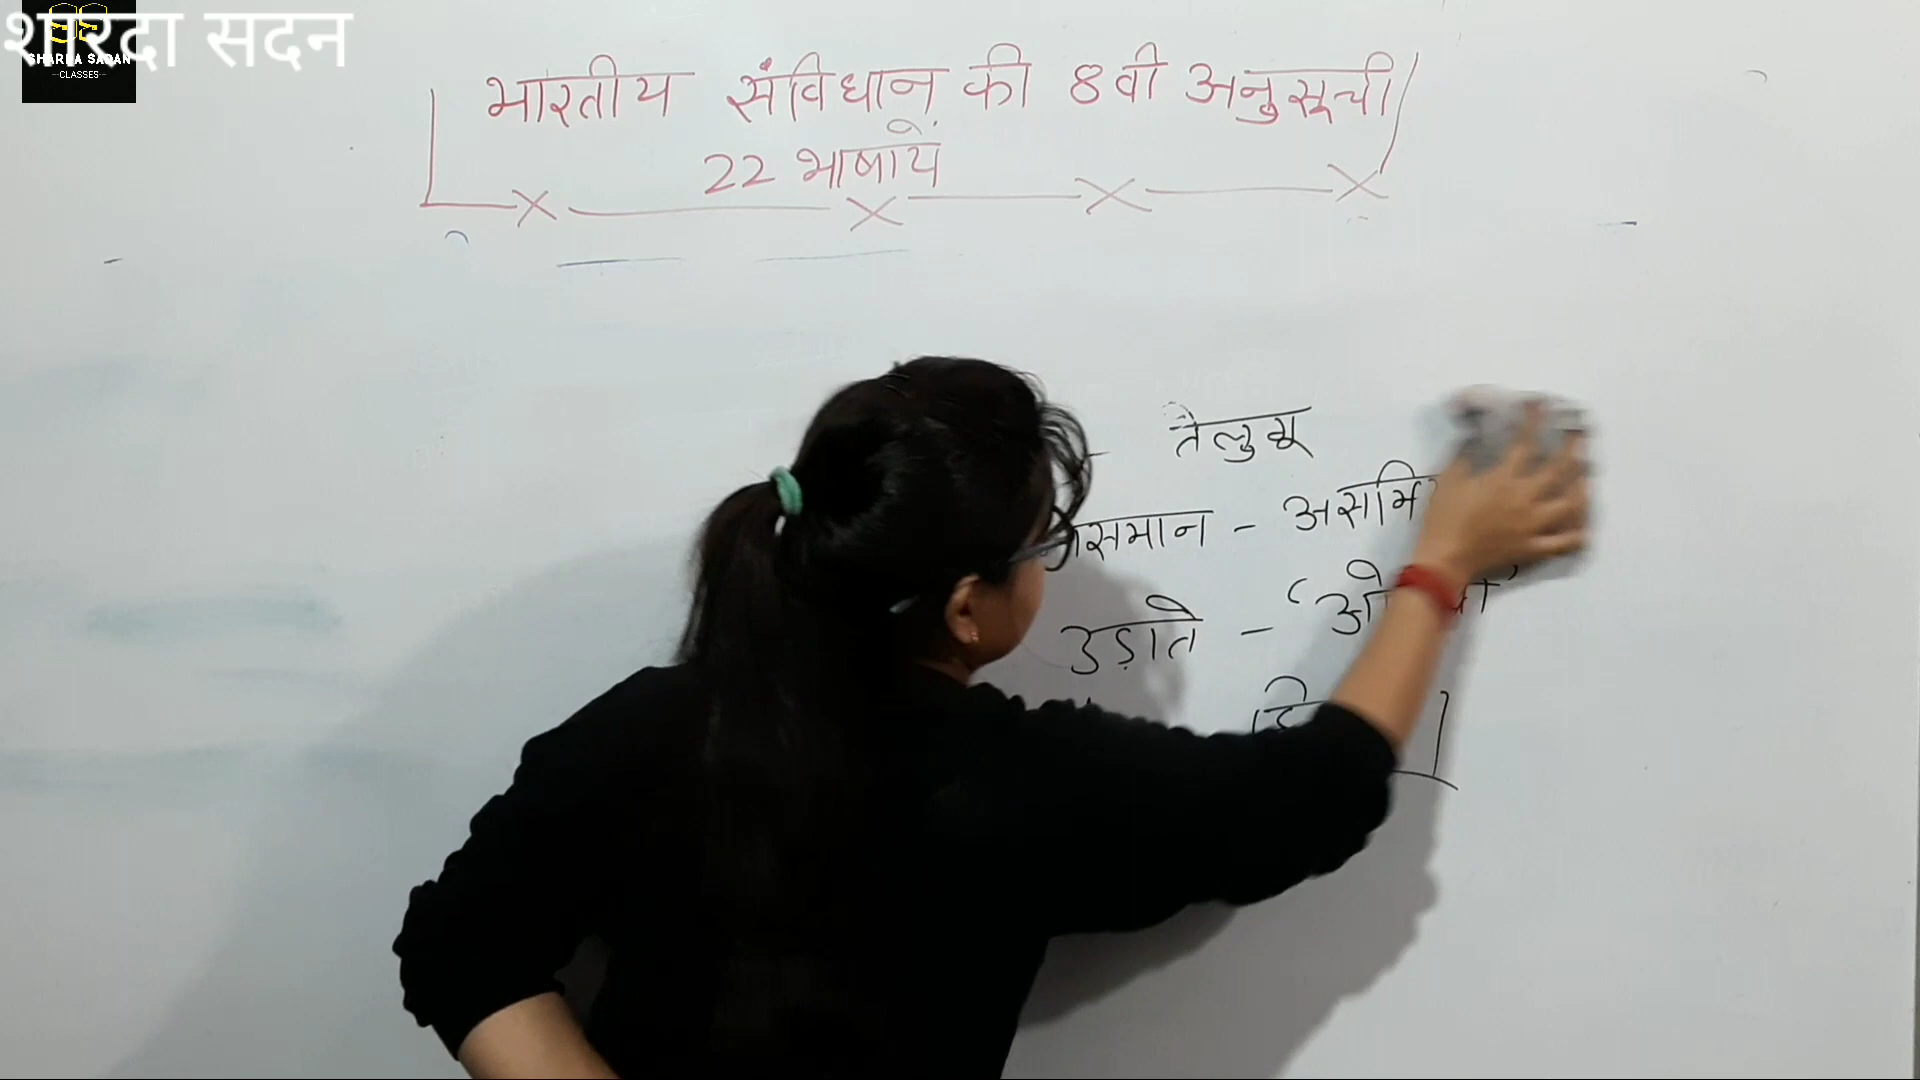 शारदा सदन
SHARDA SADAN
CLASSES
भारतीय संविधान की 8वी अनुसूची
22 भाषायें
- तेलुगू
समान - असमि
उड़ाते -